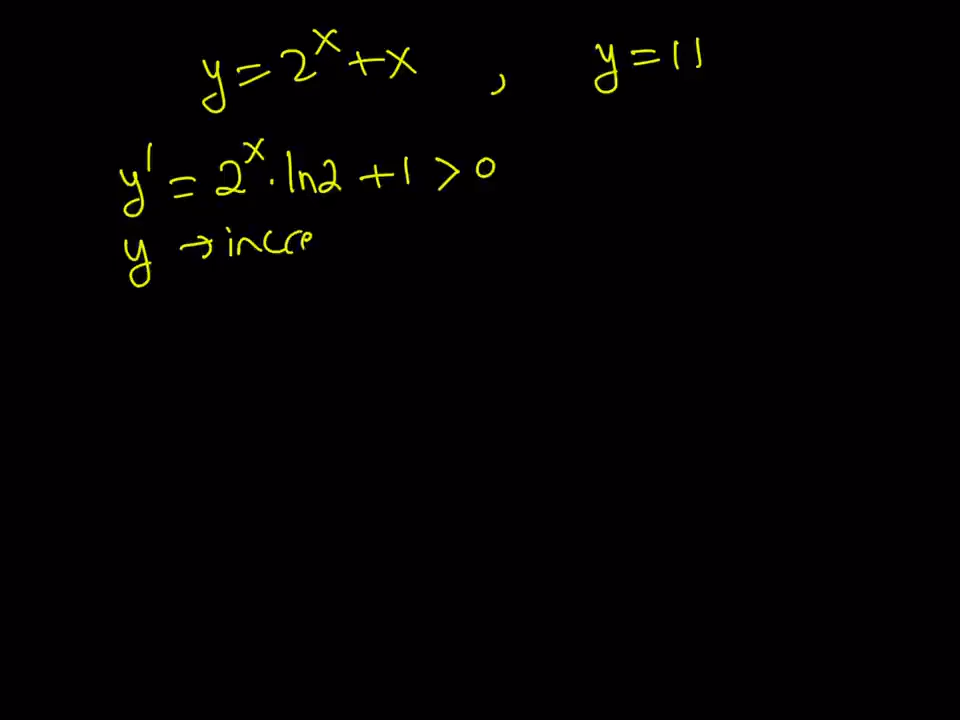 y = 2^x + x , y = 11
y' = 2^x · ln2 + 1 > 0
y → incre